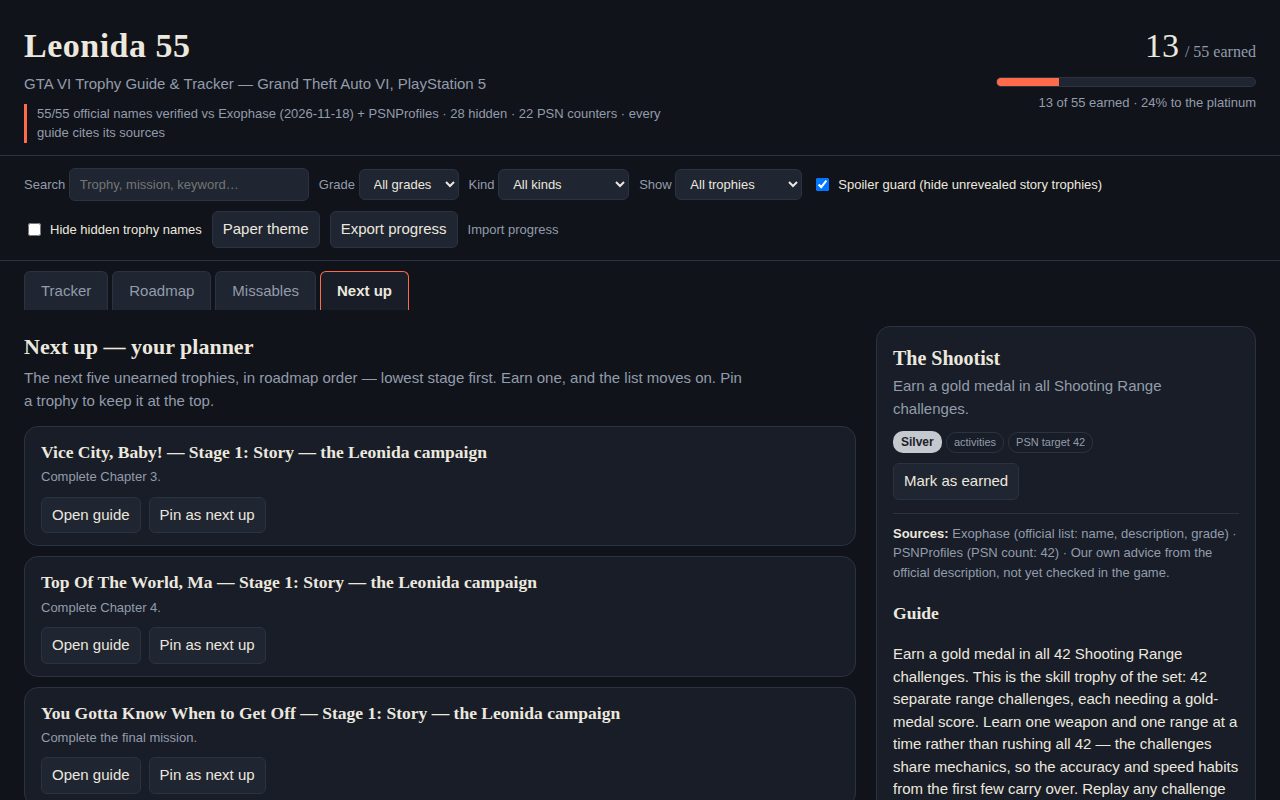 Leonida 55
GTA VI Trophy Guide & Tracker — Grand Theft Auto VI, PlayStation 5
55/55 official names verified vs Exophase (2026-11-18) + PSNProfiles · 28 hidden · 22 PSN counters · every
guide cites its sources
13 / 55 earned
13 of 55 earned · 24% to the platinum
Search Trophy, mission, keyword… Grade All grades Kind All kinds Show All trophies Spoiler guard (hide unrevealed story trophies)
Hide hidden trophy names Paper theme Export progress Import progress
Tracker Roadmap Missables Next up
Next up — your planner
The next five unearned trophies, in roadmap order — lowest stage first. Earn one, and the list moves on. Pin
a trophy to keep it at the top.
Vice City, Baby! — Stage 1: Story — the Leonida campaign
Complete Chapter 3.
Open guide Pin as next up
Top Of The World, Ma — Stage 1: Story — the Leonida campaign
Complete Chapter 4.
Open guide Pin as next up
You Gotta Know When to Get Off — Stage 1: Story — the Leonida campaign
Complete the final mission.
Open guide Pin as next up
The Shootist
Earn a gold medal in all Shooting Range
challenges.
Silver activities PSN target 42
Mark as earned
Sources: Exophase (official list: name, description, grade) ·
PSNProfiles (PSN count: 42) · Our own advice from the
official description, not yet checked in the game.
Guide
Earn a gold medal in all 42 Shooting Range
challenges. This is the skill trophy of the set: 42
separate range challenges, each needing a gold-
medal score. Learn one weapon and one range at a
time rather than rushing all 42 — the challenges
share mechanics, so the accuracy and speed habits
from the first few carry over. Replay any challenge